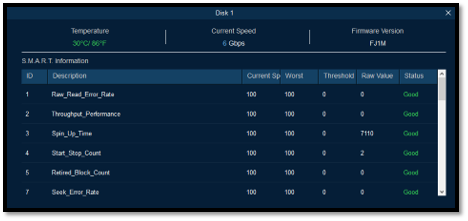 Disk 1
Temperature Current Speed Firmware Version
30°C/ 86°F 6 Gbps FJ1M
S.M.A.R.T. Information
ID Description Current Sp Worst Threshold Raw Value Status
1 Raw_Read_Error_Rate 100 100 0 0 Good
2 Throughput_Performance 100 100 0 0 Good
3 Spin_Up_Time 100 100 0 7110 Good
4 Start_Stop_Count 100 100 0 2 Good
5 Retired_Block_Count 100 100 0 0 Good
7 Seek_Error_Rate 100 100 0 0 Good